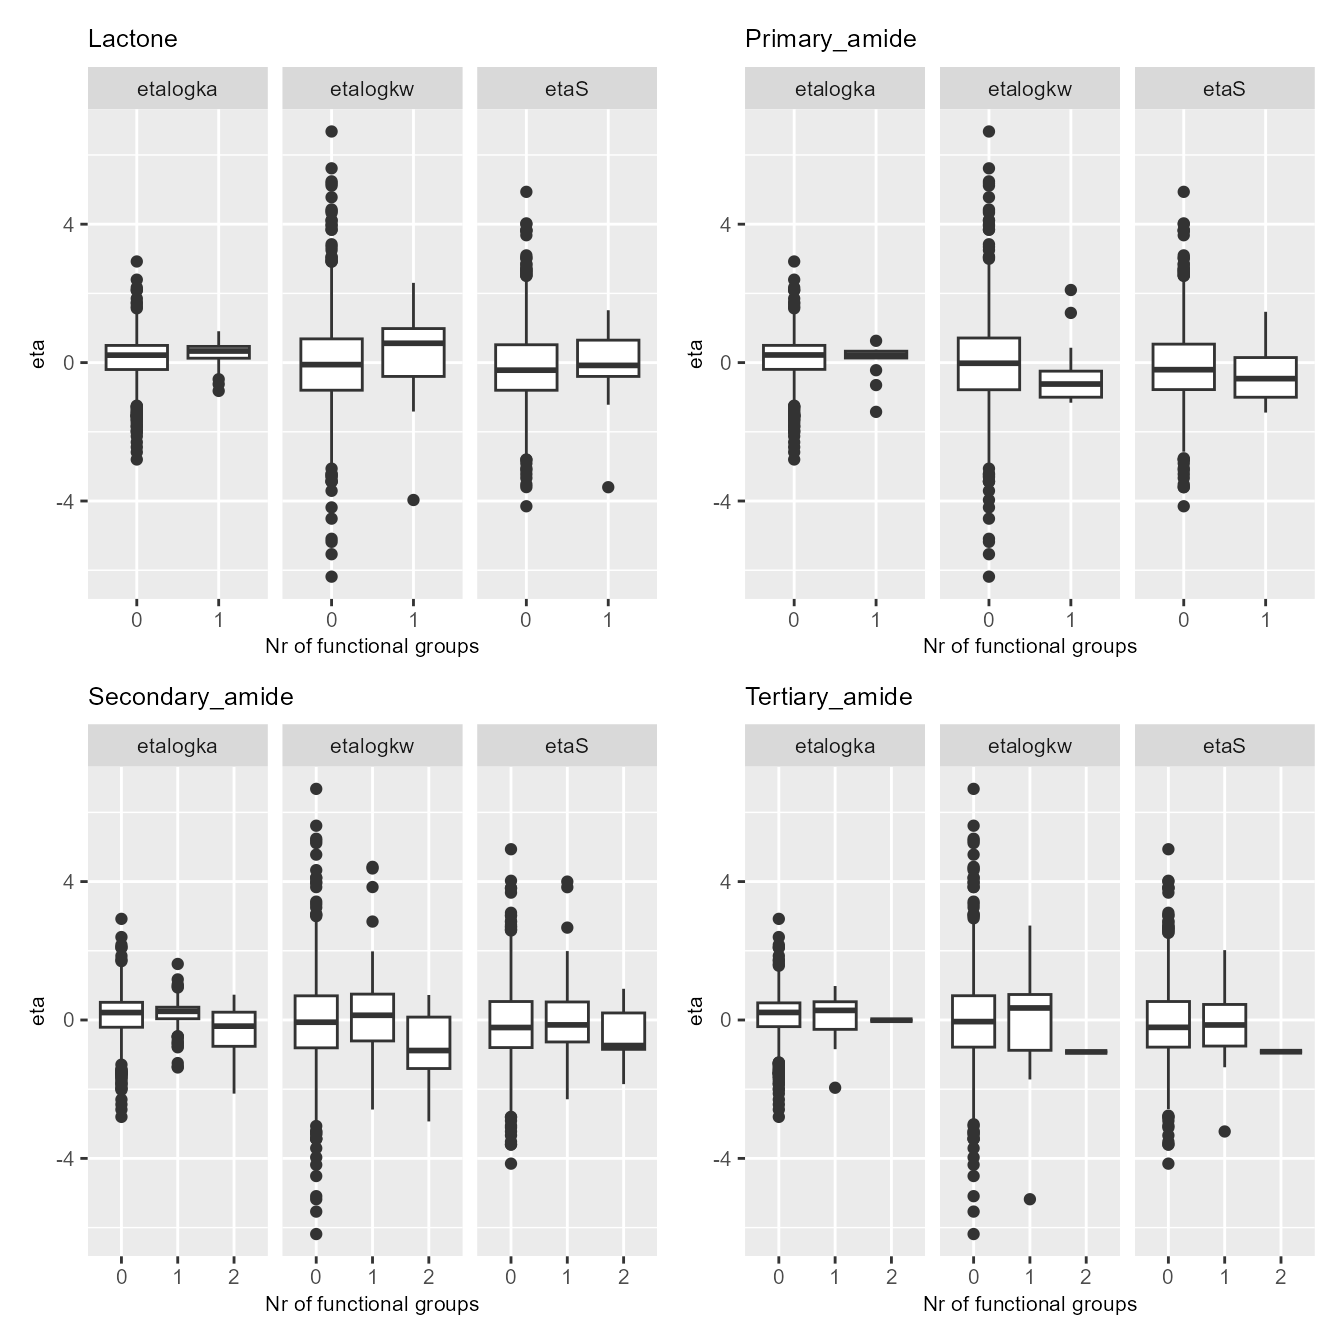 Lactone
etalogka etalogkw etaS
4
0
-4
eta
0 1 0 1 0 1
Nr of functional groups
Primary_amide
etalogka etalogkw etaS
4
0
-4
eta
0 1 0 1 0 1
Nr of functional groups
Secondary_amide
etalogka etalogkw etaS
4
0
-4
eta
0 1 2 0 1 2 0 1 2
Nr of functional groups
Tertiary_amide
etalogka etalogkw etaS
4
0
-4
eta
0 1 2 0 1 2 0 1 2
Nr of functional groups